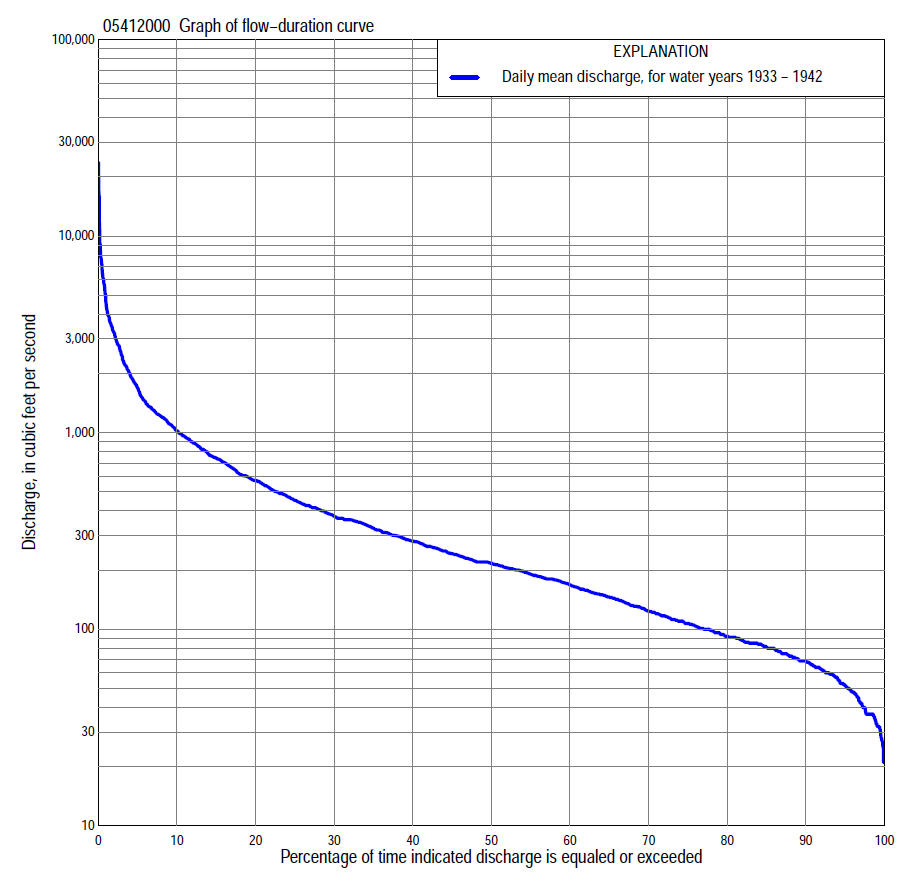 05412000 Graph of flow−duration curve
EXPLANATION
Daily mean discharge, for water years 1933 − 1942
100,000
30,000
10,000
3,000
1,000
300
100
30
10
Discharge, in cubic feet per second
0 10 20 30 40 50 60 70 80 90 100
Percentage of time indicated discharge is equaled or exceeded